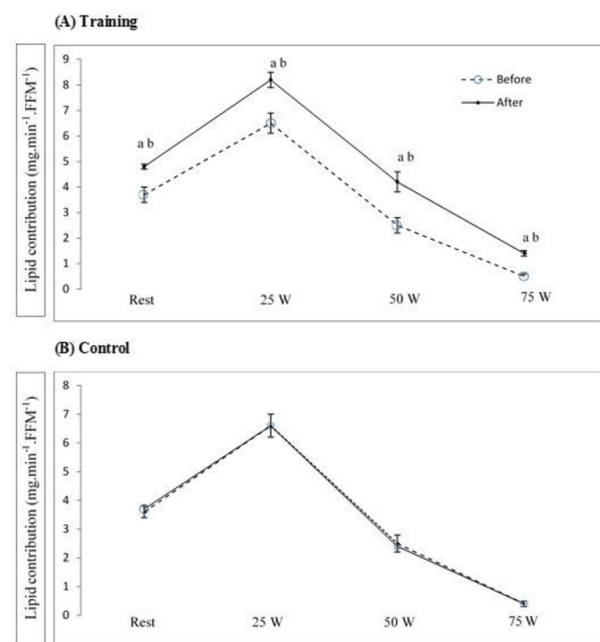 (A) Training
Lipid contribution (mg.min⁻¹.FFM⁻¹)
9
8
7
6
5
4
3
2
1
0
a b
a b
a b
a b
Before
After
Rest
25 W
50 W
75 W
(B) Control
Lipid contribution (mg.min⁻¹.FFM⁻¹)
8
7
6
5
4
3
2
1
0
Rest
25 W
50 W
75 W